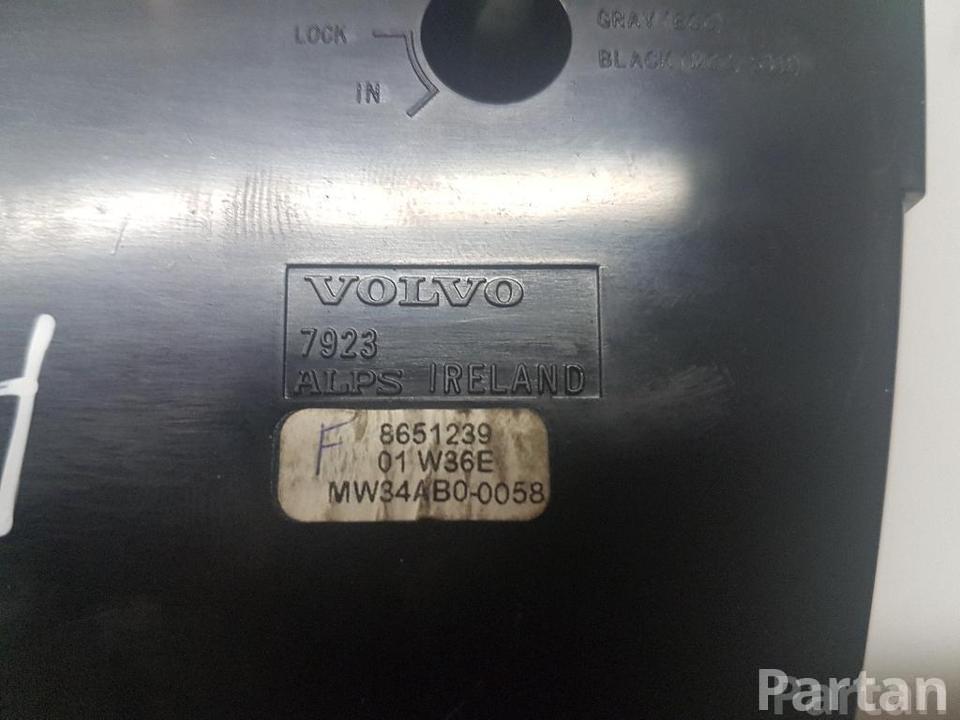 LOCK
GRAY
IN
BLACK
VOLVO
7923
ALPS IRELAND
F
8651239
01 W36E
MW34AB0-0058
Partan